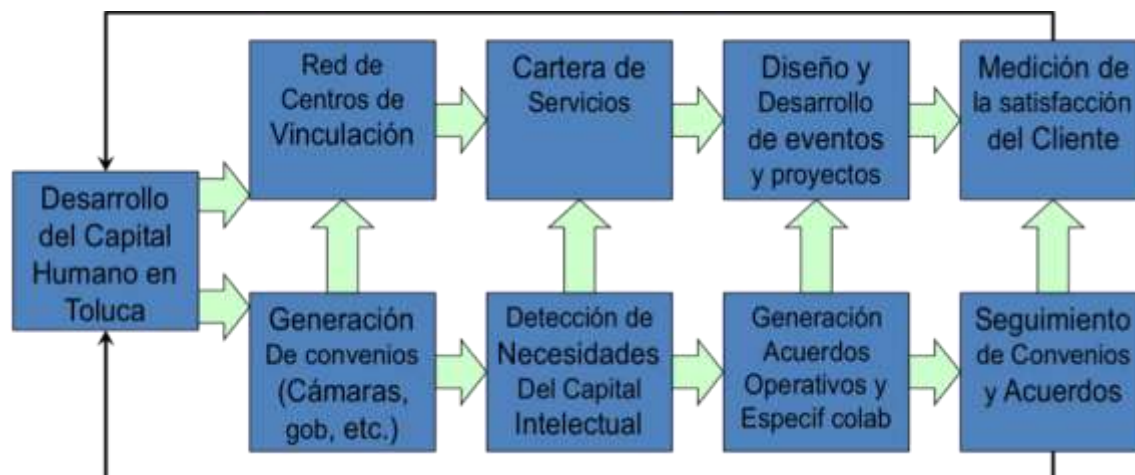 Red de
Centros de
Vinculación
Cartera de
Servicios
Diseño y
Desarrollo
de eventos
y proyectos
Medición de
la satisfacción
del Cliente
Desarrollo
del Capital
Humano en
Toluca
Generación
De convenios
(Cámaras,
gob, etc.)
Detección de
Necesidades
Del Capital
Intelectual
Generación
Acuerdos
Operativos y
Especif colab
Seguimiento
de Convenios
y Acuerdos